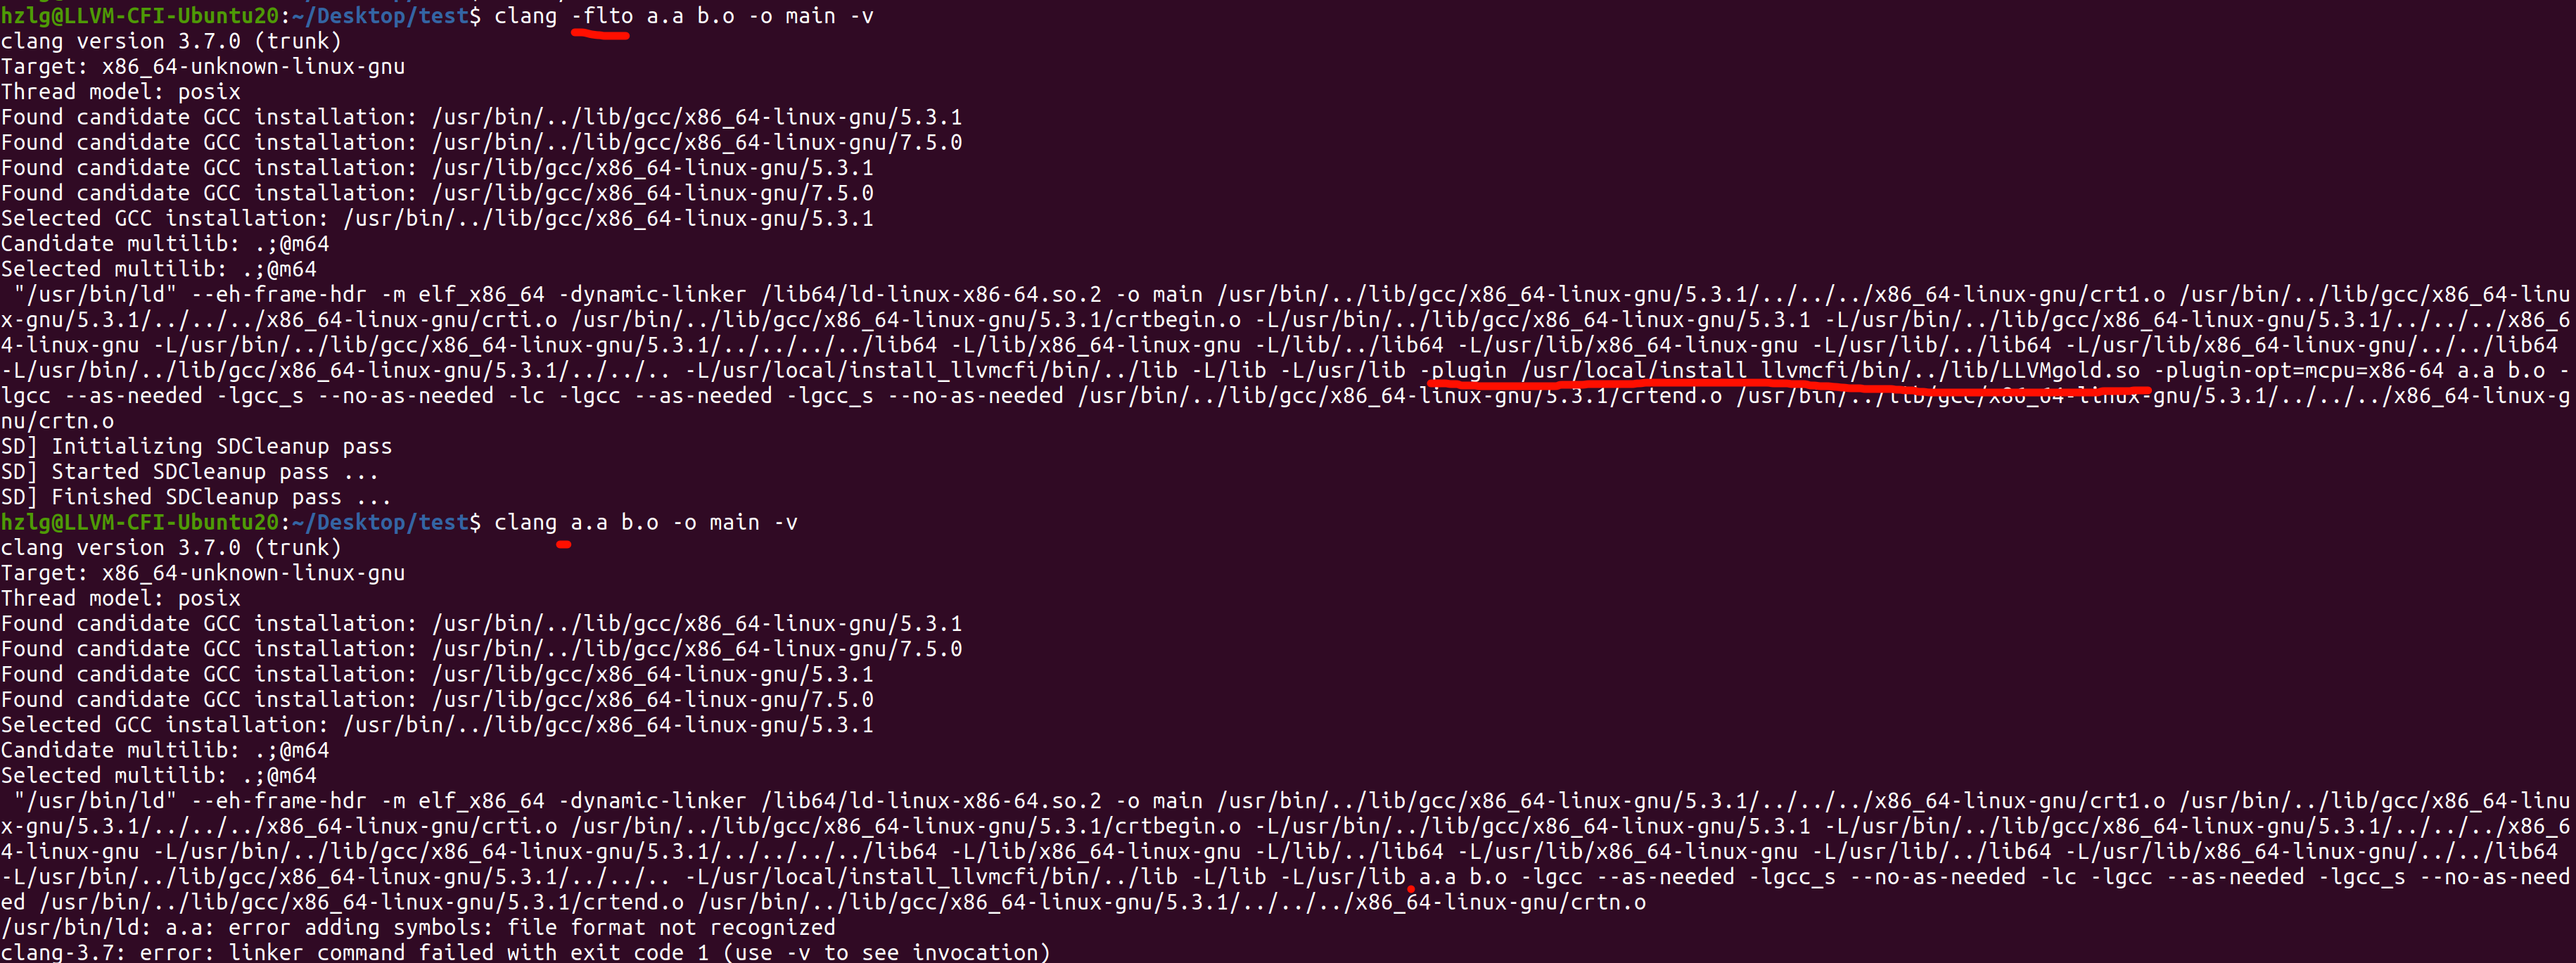 hzlg@LLVM-CFI-Ubuntu20:~/Desktop/test$ clang -flto a.a b.o -o main -v
clang version 3.7.0 (trunk)
Target: x86_64-unknown-linux-gnu
Thread model: posix
Found candidate GCC installation: /usr/bin/../lib/gcc/x86_64-linux-gnu/5.3.1
Found candidate GCC installation: /usr/bin/../lib/gcc/x86_64-linux-gnu/7.5.0
Found candidate GCC installation: /usr/lib/gcc/x86_64-linux-gnu/5.3.1
Found candidate GCC installation: /usr/lib/gcc/x86_64-linux-gnu/7.5.0
Selected GCC installation: /usr/bin/../lib/gcc/x86_64-linux-gnu/5.3.1
Candidate multilib: .;@m64
Selected multilib: .;@m64
 "/usr/bin/ld" --eh-frame-hdr -m elf_x86_64 -dynamic-linker /lib64/ld-linux-x86-64.so.2 -o main /usr/bin/../lib/gcc/x86_64-linux-gnu/5.3.1/../../../x86_64-linux-gnu/crt1.o /usr/bin/../lib/gcc/x86_64-linu
x-gnu/5.3.1/../../../x86_64-linux-gnu/crti.o /usr/bin/../lib/gcc/x86_64-linux-gnu/5.3.1/crtbegin.o -L/usr/bin/../lib/gcc/x86_64-linux-gnu/5.3.1 -L/usr/bin/../lib/gcc/x86_64-linux-gnu/5.3.1/../../../x86_6
4-linux-gnu -L/usr/bin/../lib/gcc/x86_64-linux-gnu/5.3.1/../../../../lib64 -L/lib/x86_64-linux-gnu -L/lib/../lib64 -L/usr/lib/x86_64-linux-gnu -L/usr/lib/../lib64 -L/usr/lib/x86_64-linux-gnu/../../lib64
-L/usr/bin/../lib/gcc/x86_64-linux-gnu/5.3.1/../../.. -L/usr/local/install_llvmcfi/bin/../lib -L/lib -L/usr/lib -plugin /usr/local/install_llvmcfi/bin/../lib/LLVMgold.so -plugin-opt=mcpu=x86-64 a.a b.o -
lgcc --as-needed -lgcc_s --no-as-needed -lc -lgcc --as-needed -lgcc_s --no-as-needed /usr/bin/../lib/gcc/x86_64-linux-gnu/5.3.1/crtend.o /usr/bin/../lib/gcc/x86_64-linux-gnu/5.3.1/../../../x86_64-linux-g
nu/crtn.o
SD] Initializing SDCleanup pass
SD] Started SDCleanup pass ...
SD] Finished SDCleanup pass ...
hzlg@LLVM-CFI-Ubuntu20:~/Desktop/test$ clang a.a b.o -o main -v
clang version 3.7.0 (trunk)
Target: x86_64-unknown-linux-gnu
Thread model: posix
Found candidate GCC installation: /usr/bin/../lib/gcc/x86_64-linux-gnu/5.3.1
Found candidate GCC installation: /usr/bin/../lib/gcc/x86_64-linux-gnu/7.5.0
Found candidate GCC installation: /usr/lib/gcc/x86_64-linux-gnu/5.3.1
Found candidate GCC installation: /usr/lib/gcc/x86_64-linux-gnu/7.5.0
Selected GCC installation: /usr/bin/../lib/gcc/x86_64-linux-gnu/5.3.1
Candidate multilib: .;@m64
Selected multilib: .;@m64
 "/usr/bin/ld" --eh-frame-hdr -m elf_x86_64 -dynamic-linker /lib64/ld-linux-x86-64.so.2 -o main /usr/bin/../lib/gcc/x86_64-linux-gnu/5.3.1/../../../x86_64-linux-gnu/crt1.o /usr/bin/../lib/gcc/x86_64-linu
x-gnu/5.3.1/../../../x86_64-linux-gnu/crti.o /usr/bin/../lib/gcc/x86_64-linux-gnu/5.3.1/crtbegin.o -L/usr/bin/../lib/gcc/x86_64-linux-gnu/5.3.1 -L/usr/bin/../lib/gcc/x86_64-linux-gnu/5.3.1/../../../x86_6
4-linux-gnu -L/usr/bin/../lib/gcc/x86_64-linux-gnu/5.3.1/../../../../lib64 -L/lib/x86_64-linux-gnu -L/lib/../lib64 -L/usr/lib/x86_64-linux-gnu -L/usr/lib/../lib64 -L/usr/lib/x86_64-linux-gnu/../../lib64
-L/usr/bin/../lib/gcc/x86_64-linux-gnu/5.3.1/../../.. -L/usr/local/install_llvmcfi/bin/../lib -L/lib -L/usr/lib a.a b.o -lgcc --as-needed -lgcc_s --no-as-needed -lc -lgcc --as-needed -lgcc_s --no-as-need
ed /usr/bin/../lib/gcc/x86_64-linux-gnu/5.3.1/crtend.o /usr/bin/../lib/gcc/x86_64-linux-gnu/5.3.1/../../../x86_64-linux-gnu/crtn.o
/usr/bin/ld: a.a: error adding symbols: file format not recognized
clang-3.7: error: linker command failed with exit code 1 (use -v to see invocation)